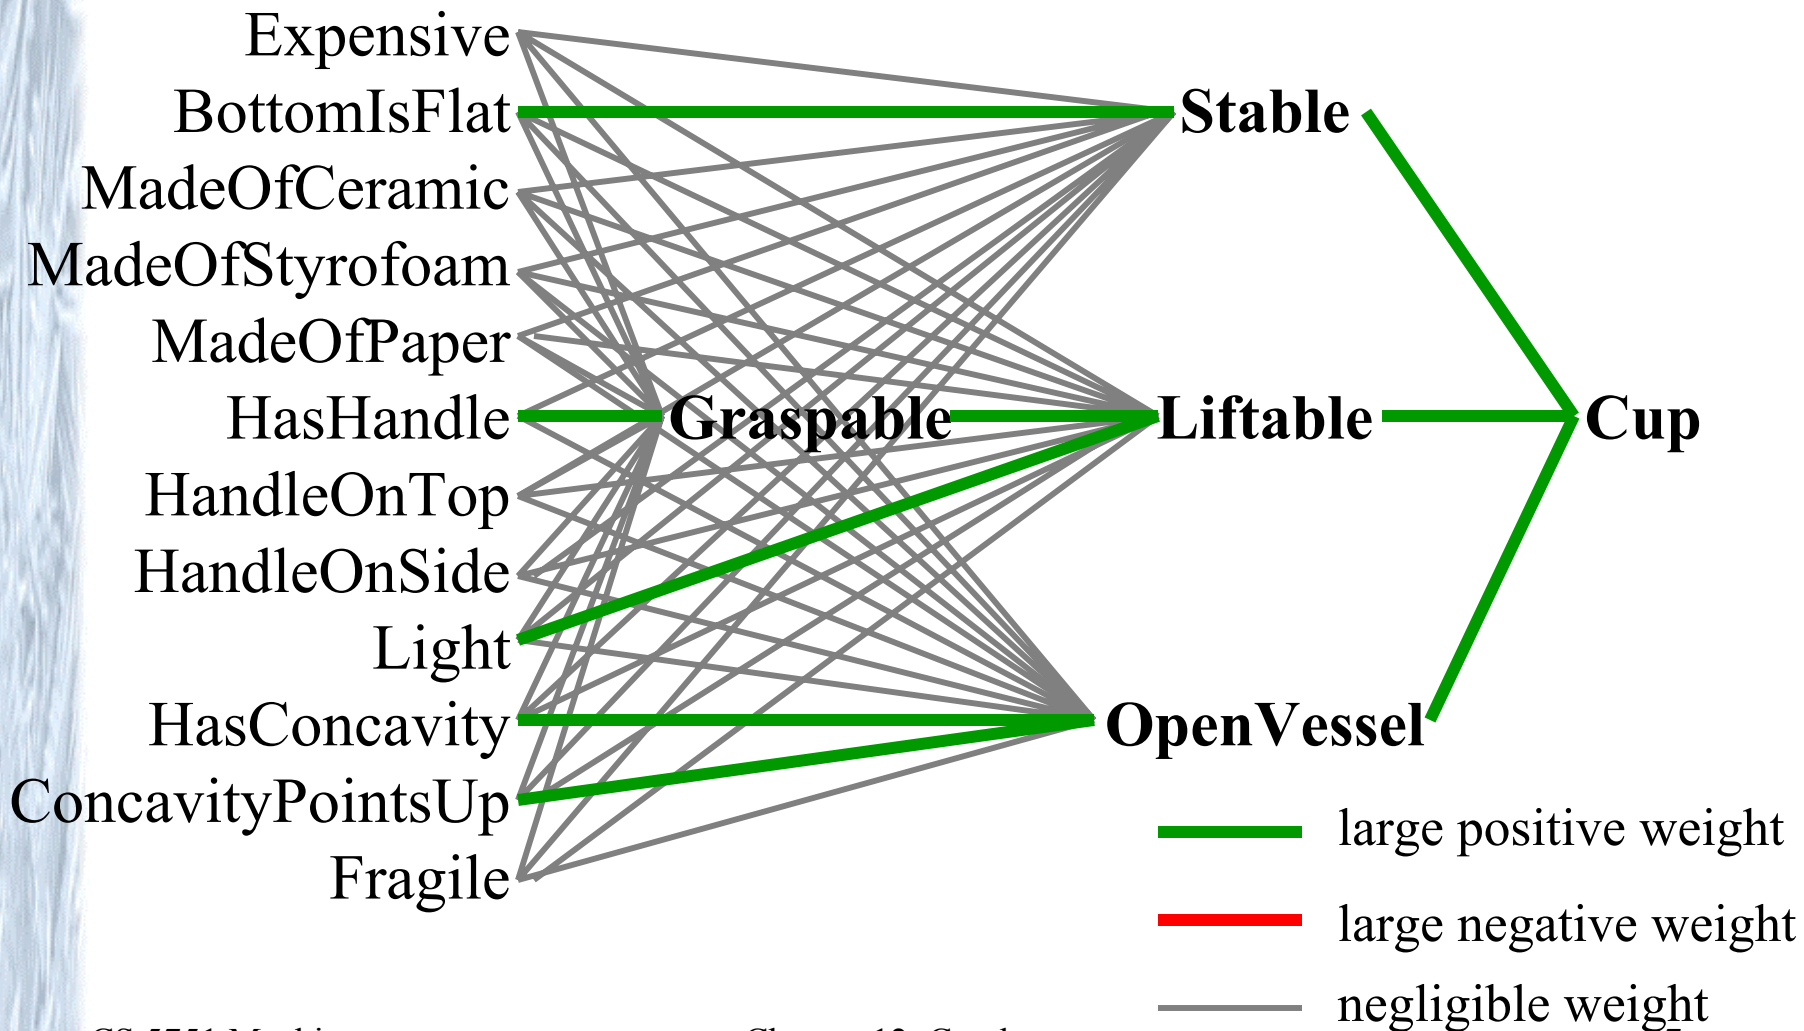 Expensive
BottomIsFlat
Stable
MadeOfCeramic
MadeOfStyrofoam
MadeOfPaper
HasHandle
Graspable
Liftable
Cup
HandleOnTop
HandleOnSide
Light
HasConcavity
OpenVessel
ConcavityPointsUp
Fragile
large positive weight
large negative weight
negligible weight